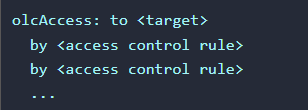 olcAccess: to <target>
  by <access control rule>
  by <access control rule>
  ...